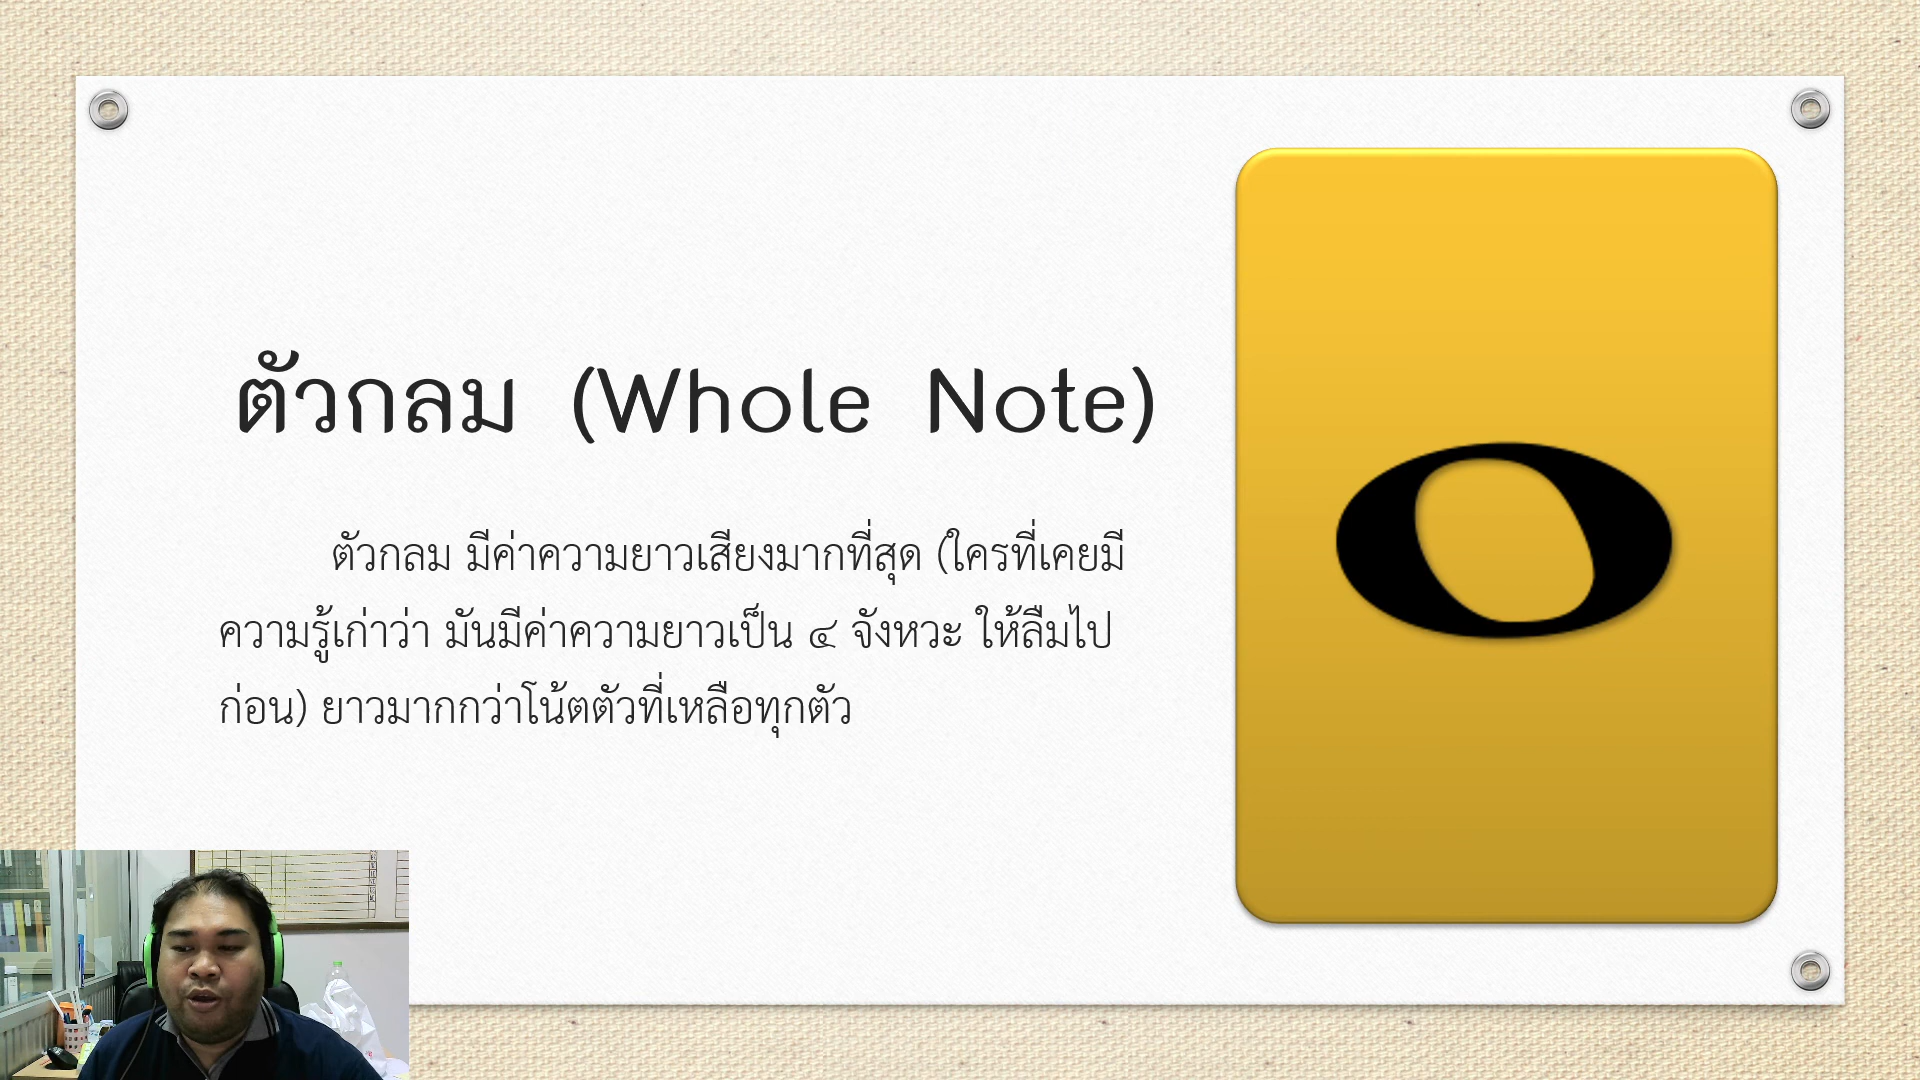 ตัวกลม (Whole Note)
ตัวกลม มีค่าความยาวเสียงมากที่สุด (ใครที่เคยมี
ความรู้เก่าว่า มันมีค่าความยาวเป็น ๔ จังหวะ ให้ลืมไป
ก่อน) ยาวมากกว่าโน้ตตัวที่เหลือทุกตัว